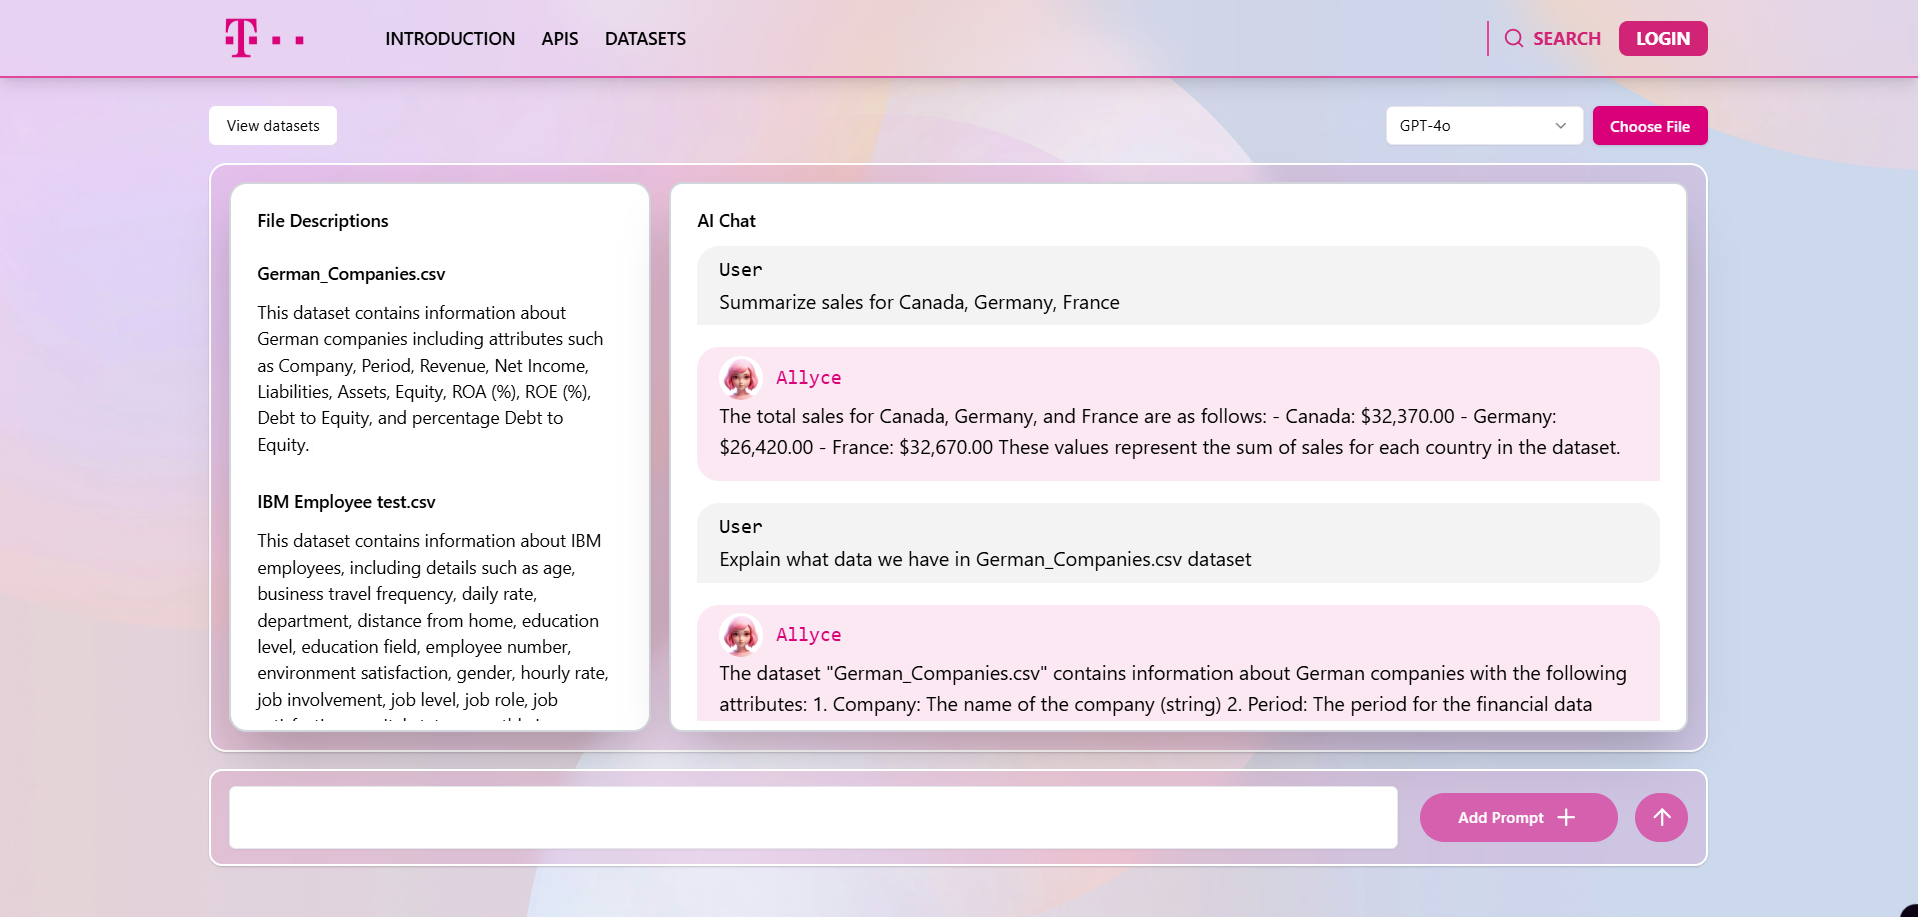 T
INTRODUCTION APIS DATASETS
SEARCH LOGIN
View datasets
GPT-4o
Choose File
File Descriptions
German_Companies.csv
This dataset contains information about
German companies including attributes such
as Company, Period, Revenue, Net Income,
Liabilities, Assets, Equity, ROA (%), ROE (%),
Debt to Equity, and percentage Debt to
Equity.
IBM Employee test.csv
This dataset contains information about IBM
employees, including details such as age,
business travel frequency, daily rate,
department, distance from home, education
level, education field, employee number,
environment satisfaction, gender, hourly rate,
job involvement, job level, job role, job
AI Chat
User
Summarize sales for Canada, Germany, France
Allyce
The total sales for Canada, Germany, and France are as follows: - Canada: $32,370.00 - Germany:
$26,420.00 - France: $32,670.00 These values represent the sum of sales for each country in the dataset.
User
Explain what data we have in German_Companies.csv dataset
Allyce
The dataset "German_Companies.csv" contains information about German companies with the following
attributes: 1. Company: The name of the company (string) 2. Period: The period for the financial data
Add Prompt